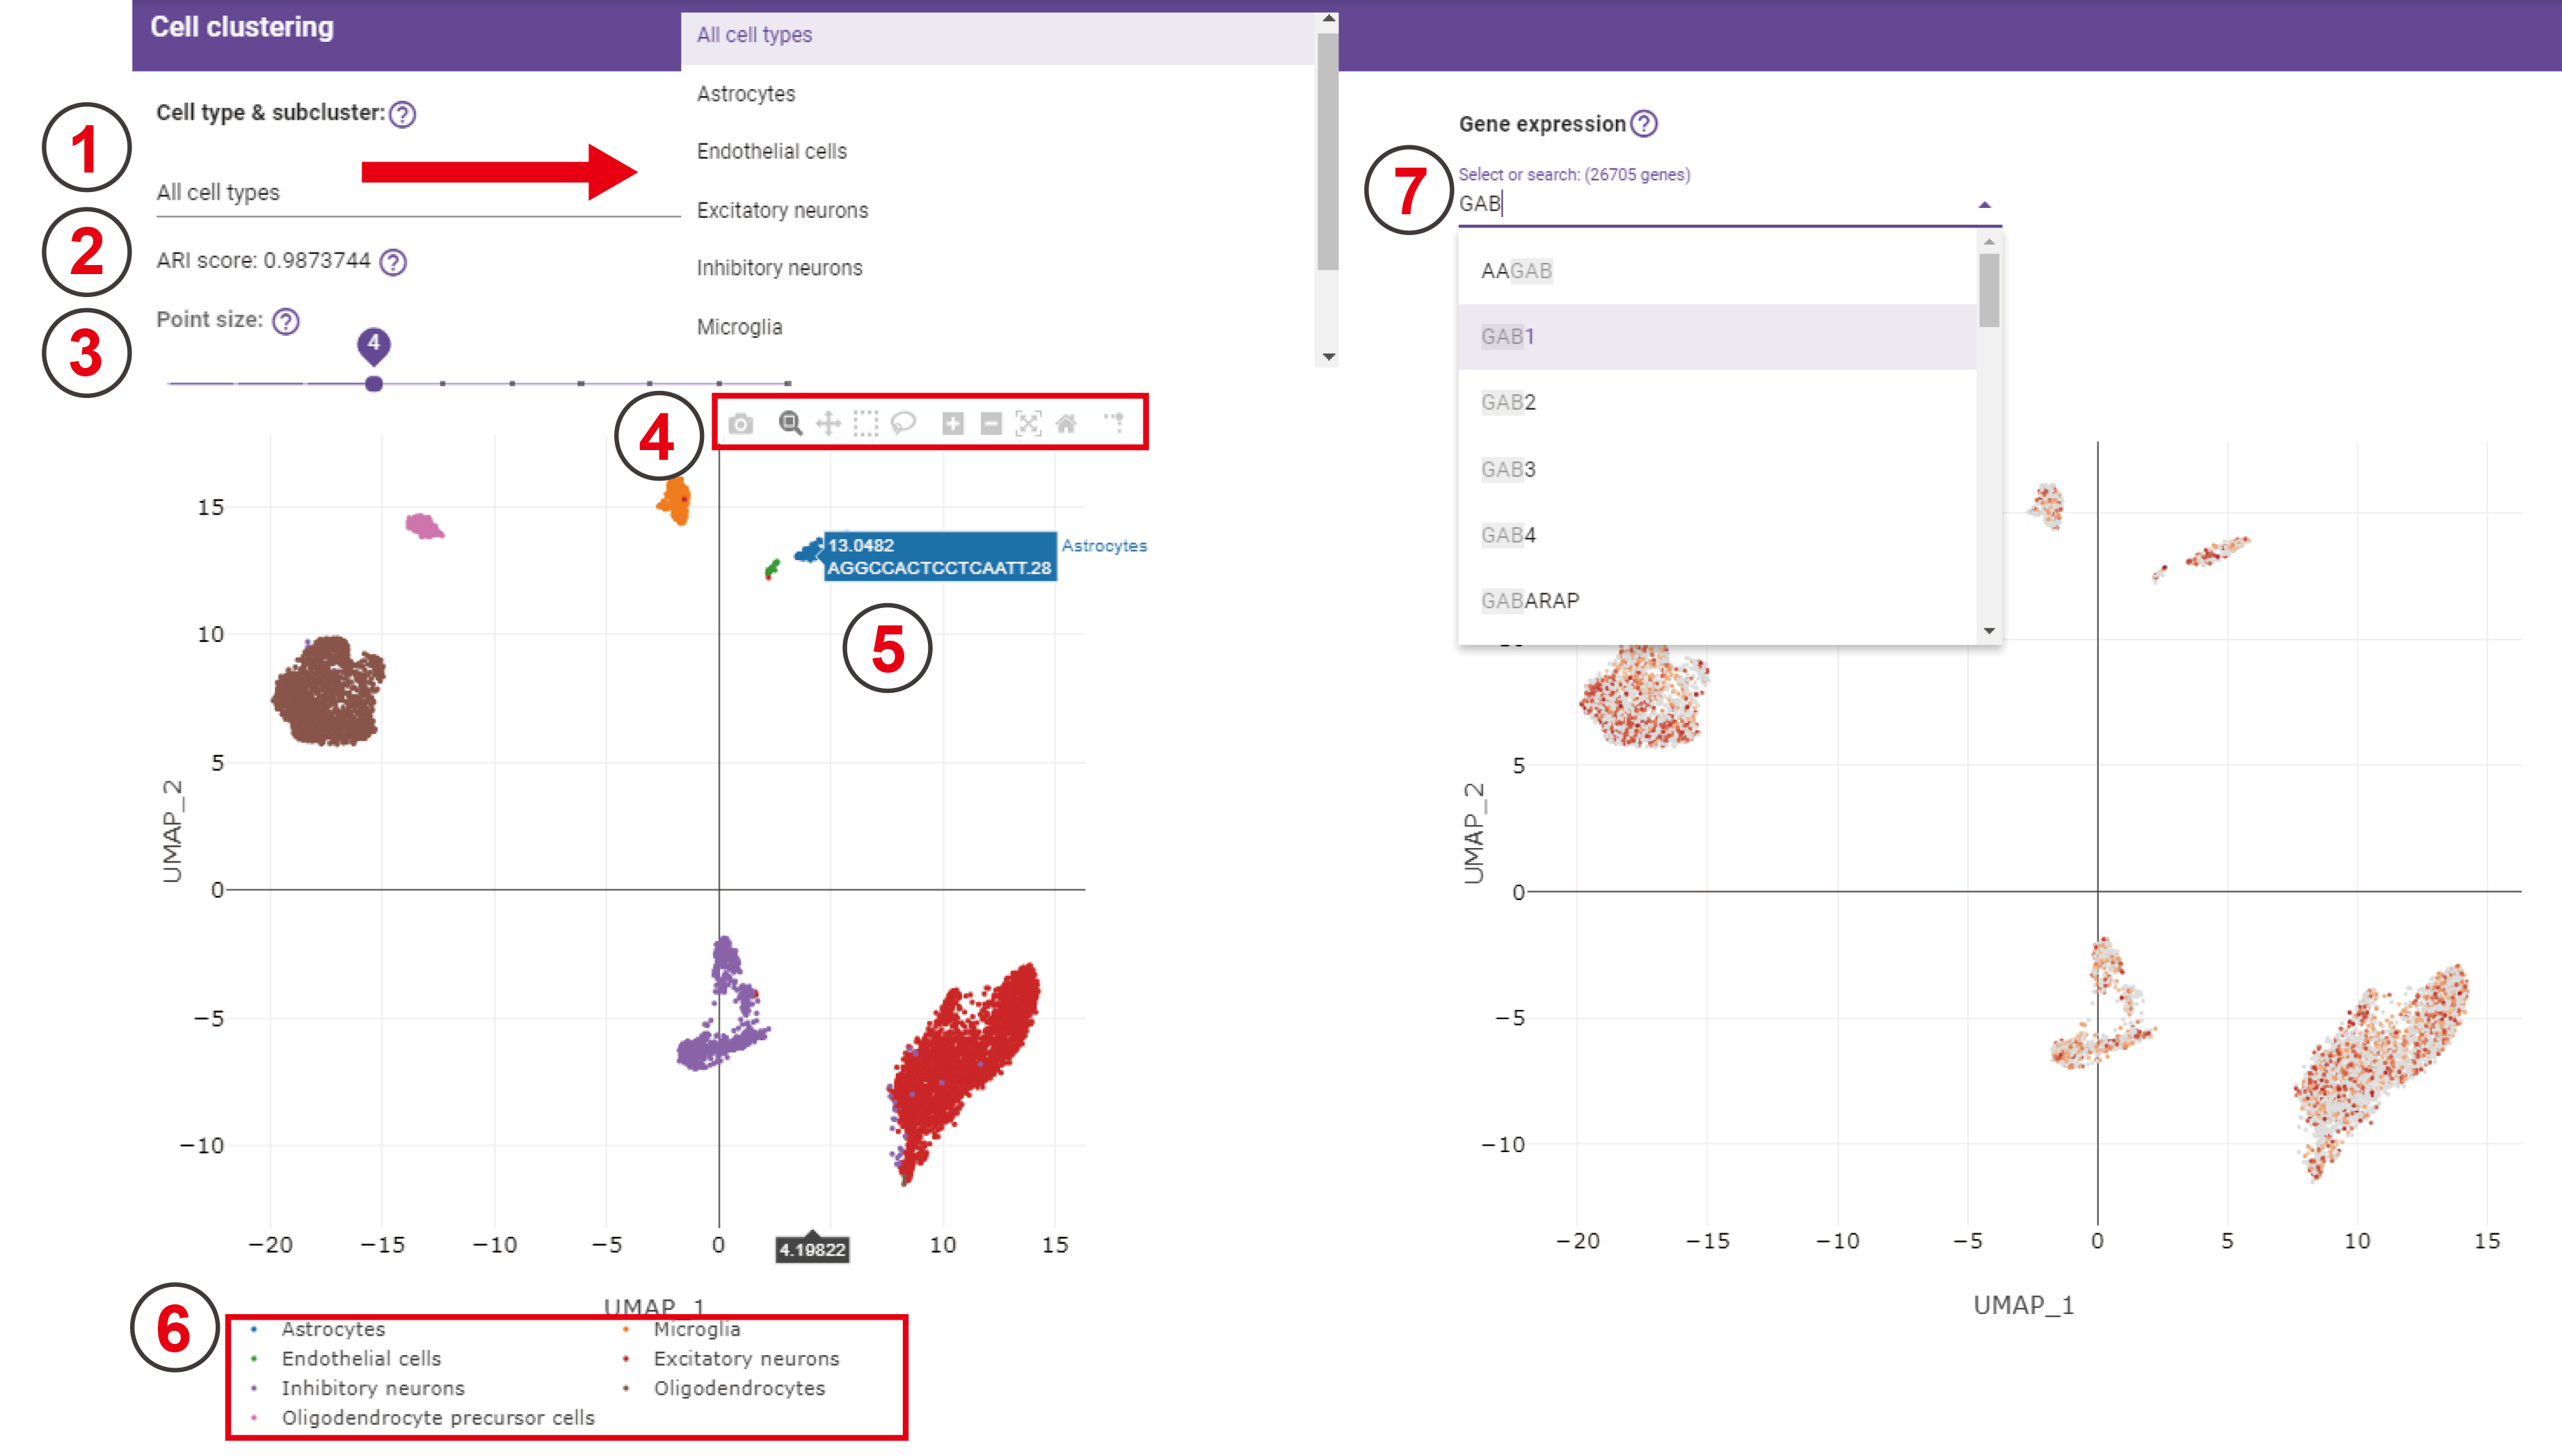 Cell clustering
Cell type & subcluster: ?
1
All cell types
All cell types
Astrocytes
Endothelial cells
Excitatory neurons
Inhibitory neurons
Microglia
2
ARI score: 0.9873744 ?
3
Point size: ?
4
4
15
10
5
0
−5
−10
UMAP_2
13.0482
AGGCCACTCCTCAATT.28
Astrocytes
5
−20
−15
−10
−5
0
4.19822
10
15
UMAP_1
6
Astrocytes
Endothelial cells
Inhibitory neurons
Oligodendrocyte precursor cells
Microglia
Excitatory neurons
Oligodendrocytes
Gene expression ?
7
Select or search: (26705 genes)
GAB
AAGAB
GAB1
GAB2
GAB3
GAB4
GABARAP
5
0
−5
−10
UMAP_2
−20
−15
−10
−5
0
5
10
15
UMAP_1